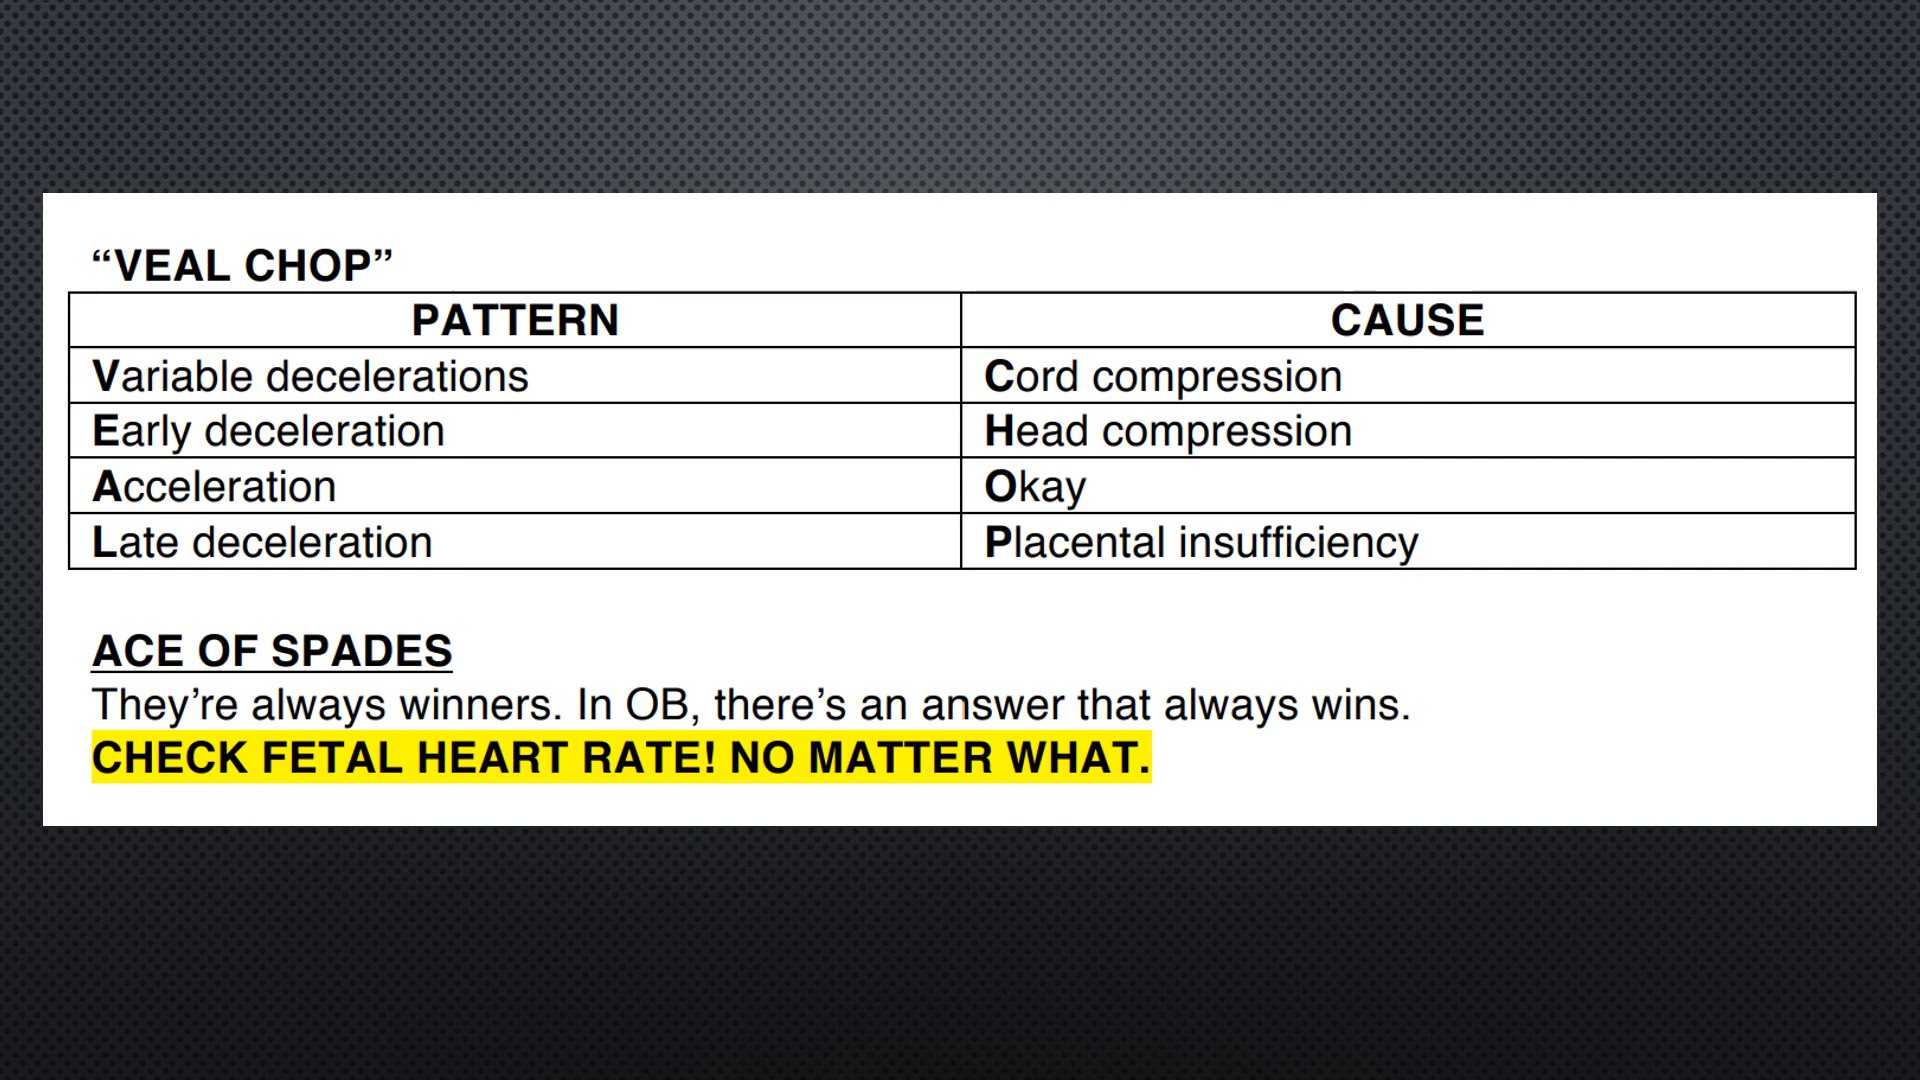 “VEAL CHOP”
PATTERN CAUSE
Variable decelerations Cord compression
Early deceleration Head compression
Acceleration Okay
Late deceleration Placental insufficiency
ACE OF SPADES
They’re always winners. In OB, there’s an answer that always wins.
CHECK FETAL HEART RATE! NO MATTER WHAT.